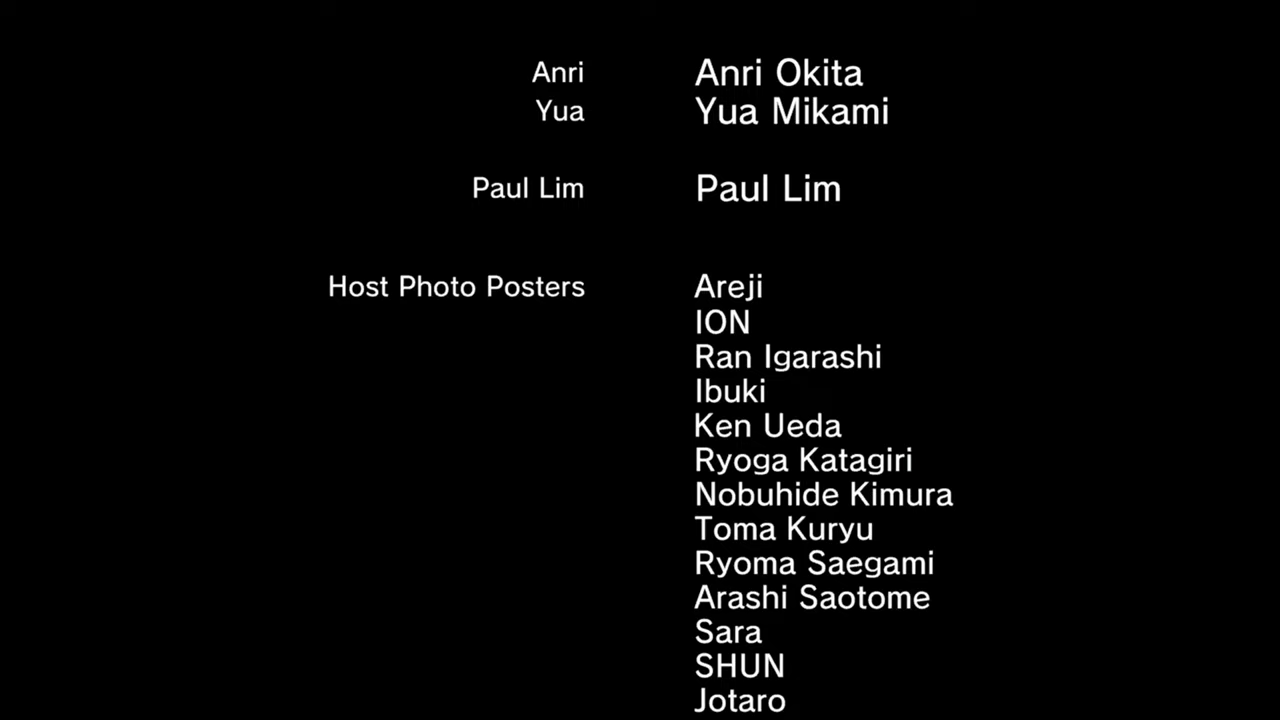 Anri Anri Okita
Yua Yua Mikami
Paul Lim Paul Lim
Host Photo Posters Areji
ION
Ran Igarashi
Ibuki
Ken Ueda
Ryoga Katagiri
Nobuhide Kimura
Toma Kuryu
Ryoma Saegami
Arashi Saotome
Sara
SHUN
Jotaro